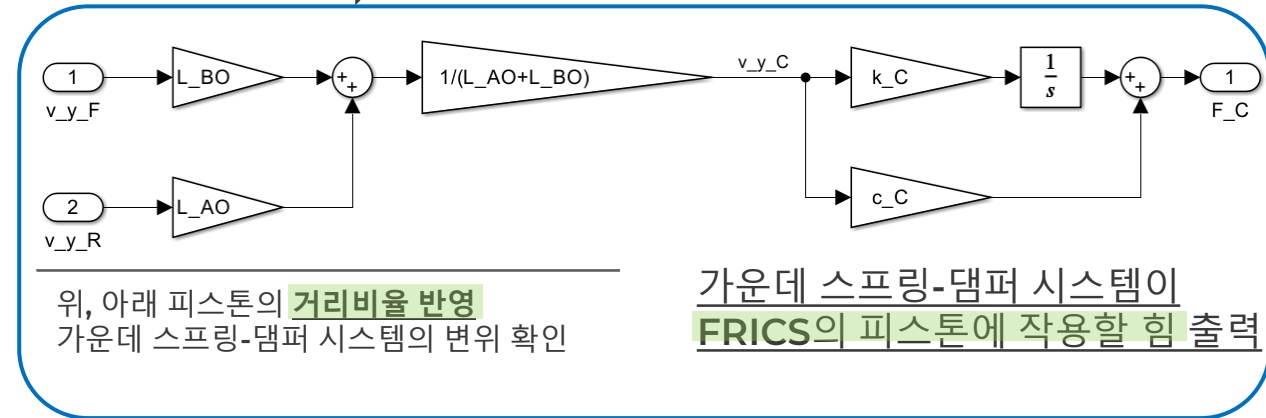 1
v_y_F
L_BO
+
+
1/(L_AO+L_BO)
v_y_C
k_C
1
s
+
+
1
F_C
2
v_y_R
L_AO
c_C
위, 아래 피스톤의 거리비율 반영
가운데 스프링-댐퍼 시스템의 변위 확인
가운데 스프링-댐퍼 시스템이
FRICS의 피스톤에 작용할 힘 출력